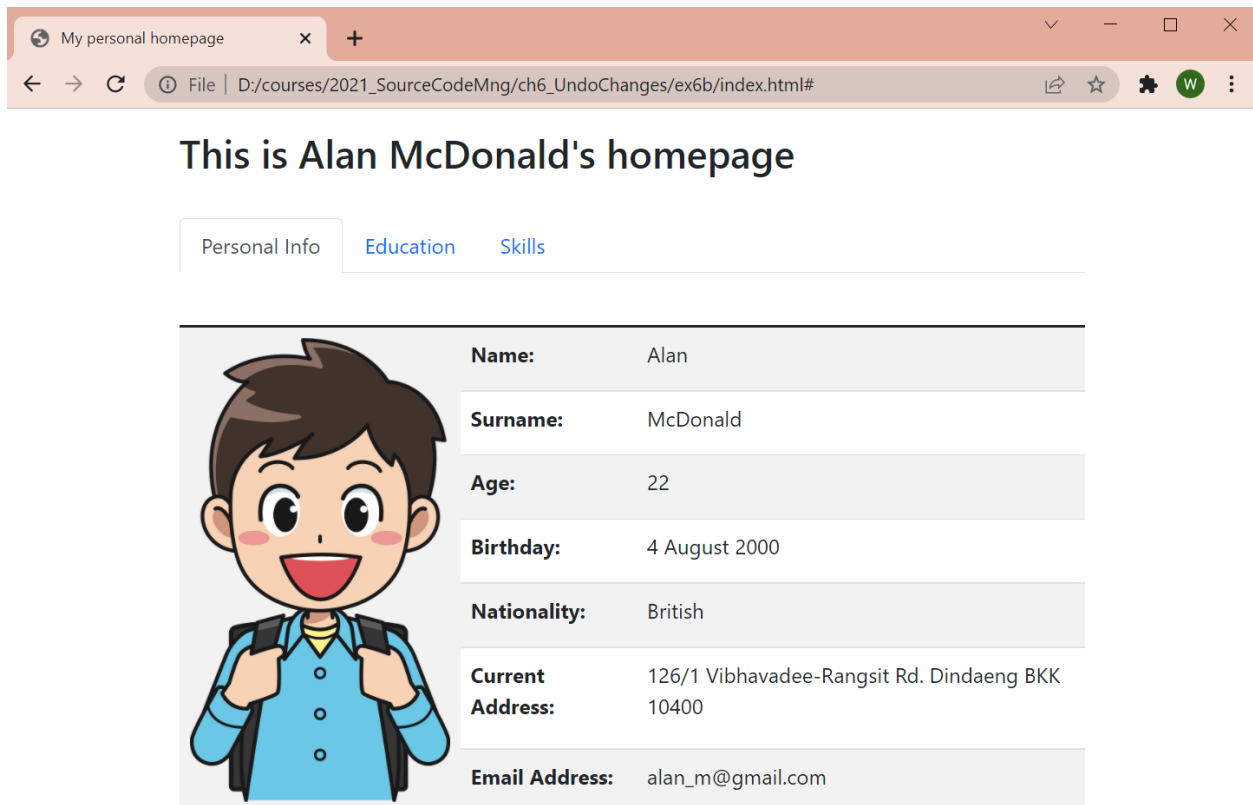 My personal homepage
File | D:/courses/2021_SourceCodeMng/ch6_UndoChanges/ex6b/index.html#
W
This is Alan McDonald's homepage
Personal Info Education Skills
Name: Alan
Surname: McDonald
Age: 22
Birthday: 4 August 2000
Nationality: British
Current Address: 126/1 Vibhavadee-Rangsit Rd. Dindaeng BKK
10400
Email Address: alan_m@gmail.com